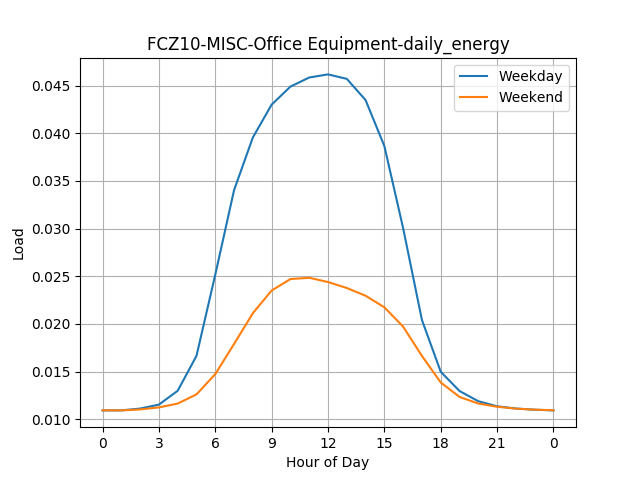 FCZ10-MISC-Office Equipment-daily_energy
Weekday
Weekend
Load
0.045
0.040
0.035
0.030
0.025
0.020
0.015
0.010
0 3 6 9 12 15 18 21 0
Hour of Day